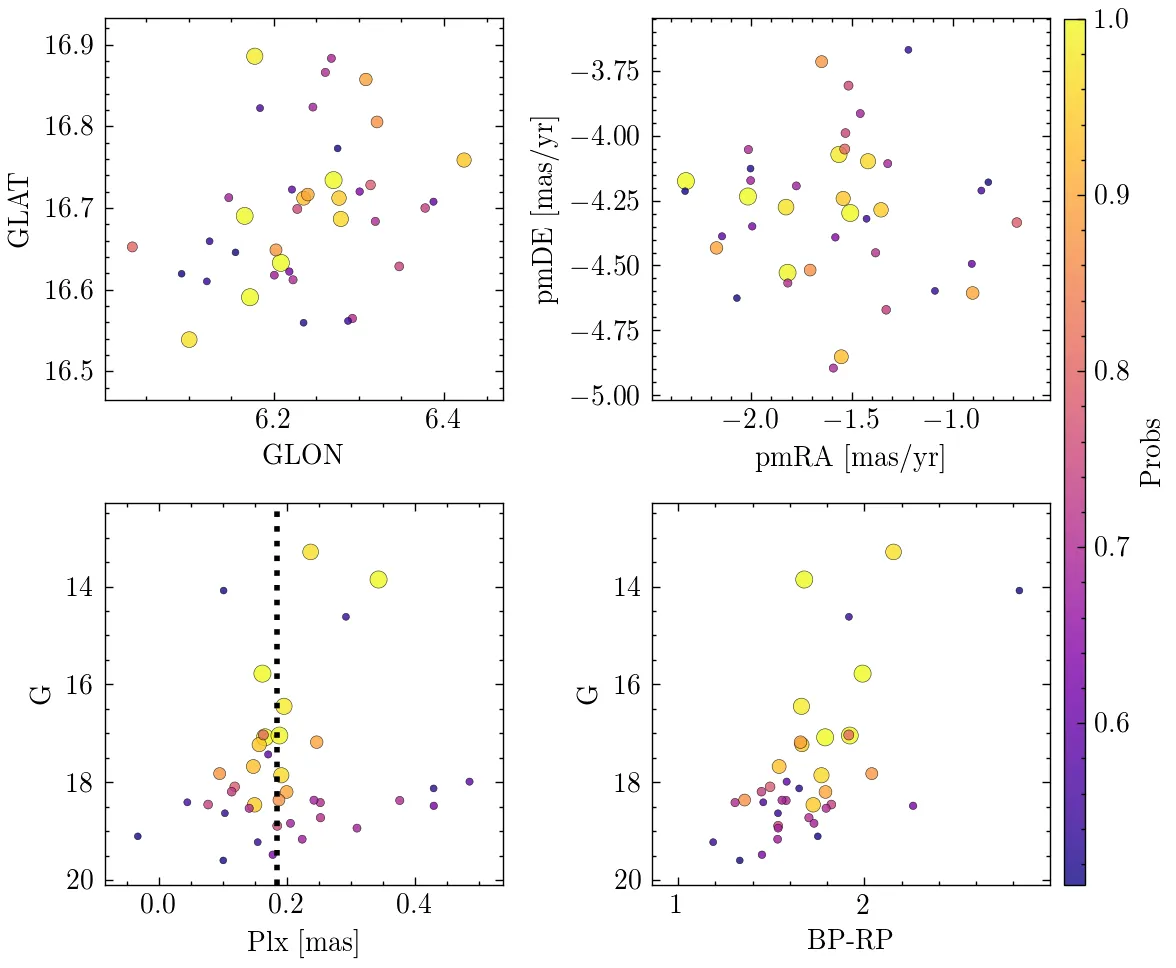 16.9
16.8
16.7
16.6
16.5
GLAT
6.2 6.4
GLON
−3.75
−4.00
−4.25
−4.50
−4.75
−5.00
pmDE [mas/yr]
−2.0 −1.5 −1.0
pmRA [mas/yr]
14
16
18
20
G
0.0 0.2 0.4
Plx [mas]
14
16
18
20
G
1 2
BP-RP
1.0
0.9
0.8
0.7
0.6
Probs